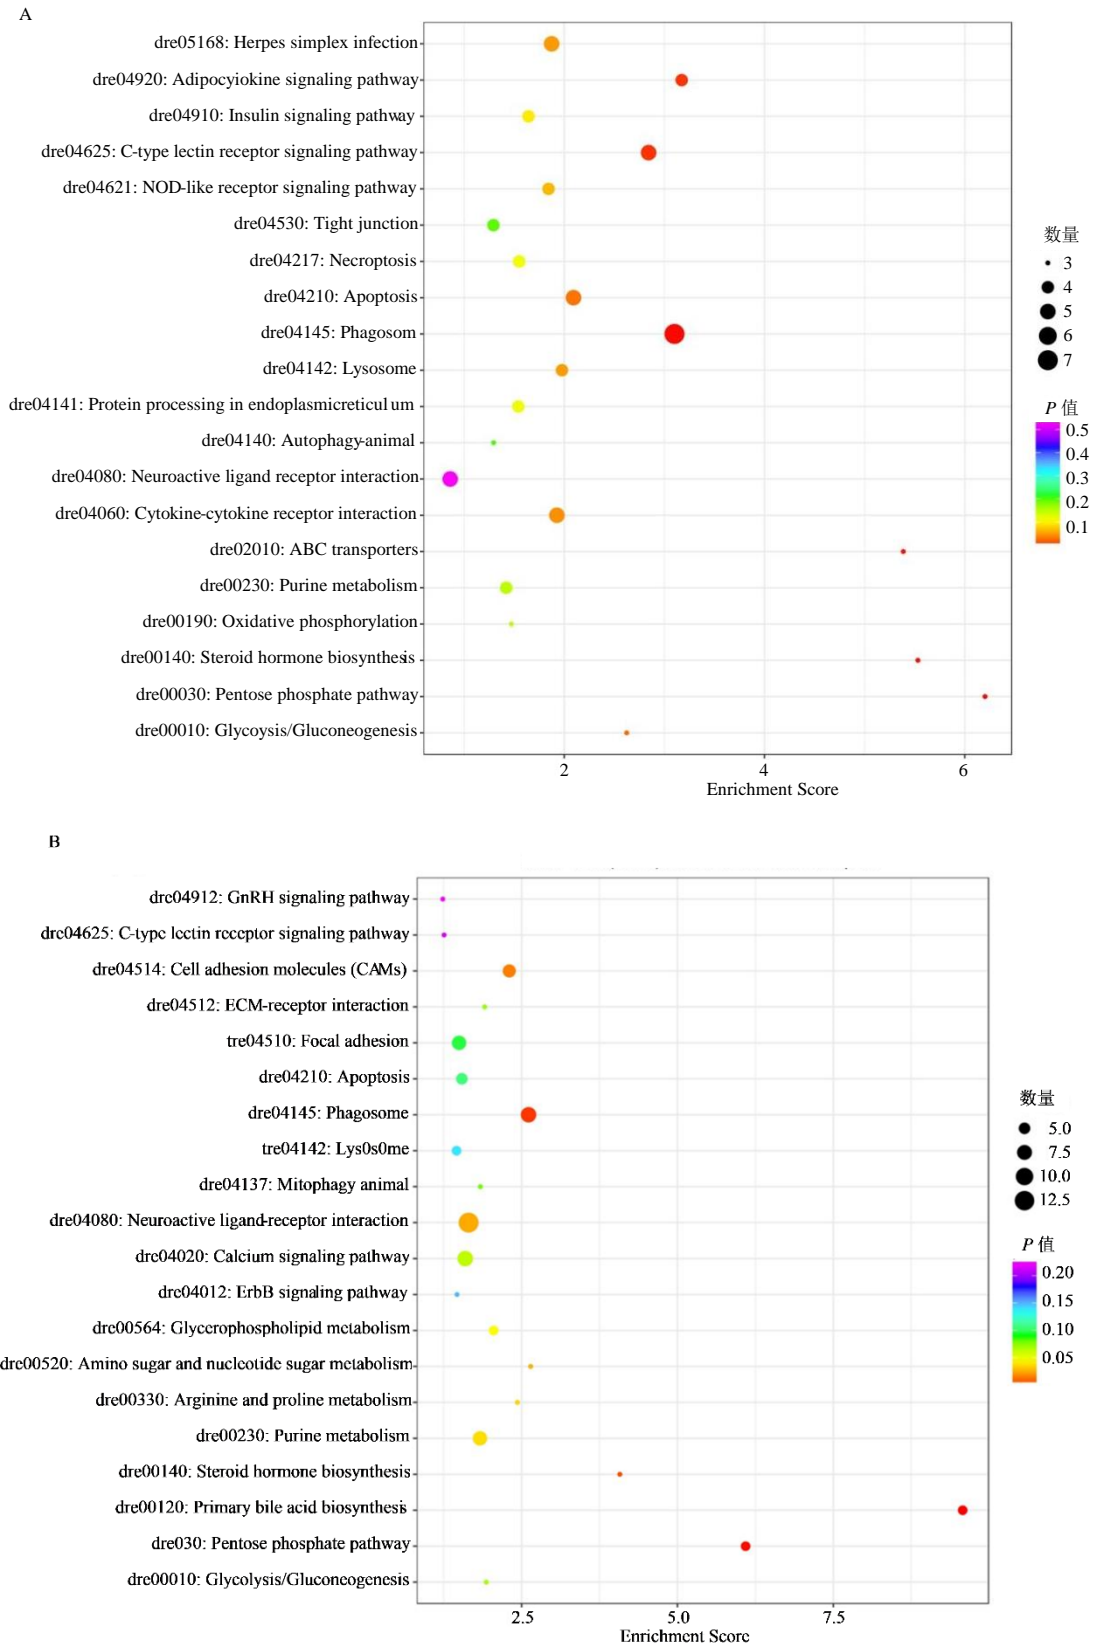 A
dre05168: Herpes simplex infection
dre04920: Adipocyiokine signaling pathway
dre04910: Insulin signaling pathway
dre04625: C-type lectin receptor signaling pathway
dre04621: NOD-like receptor signaling pathway
dre04530: Tight junction
dre04217: Necroptosis
dre04210: Apoptosis
dre04145: Phagosom
dre04142: Lysosome
dre04141: Protein processing in endoplasmicreticulum
dre04140: Autophagy-animal
dre04080: Neuroactive ligand receptor interaction
dre04060: Cytokine-cytokine receptor interaction
dre02010: ABC transporters
dre00230: Purine metabolism
dre00190: Oxidative phosphorylation
dre00140: Steroid hormone biosynthesis
dre00030: Pentose phosphate pathway
dre00010: Glycoysis/Gluconeogenesis
2 4 6
Enrichment Score
数量
3
4
5
6
7
P 值
0.5
0.4
0.3
0.2
0.1
B
drc04912: GnRH signaling pathway
drc04625: C-typc lcctin rcccptor signaling pathway
dre04514: Cell adhesion molecules (CAMs)
drc04512: ECM-receptor interaction
tre04510: Focal adhesion
dre04210: Apoptosis
dre04145: Phagosome
tre04142: Lys0s0me
dre04137: Mitophagy animal
dre04080: Neuroactive ligand-receptor interaction
drc04020: Calcium signaling pathway
drc04012: ErbB signaling pathway
drc00564: Glyccrophospholipid mctabolism
drc00520: Amino sugar and nuclcotidc sugar mctabolism
drc00330: Arginine and proline metabolism
drc00230: Purine metabolism
dre00140: Steroid hormone biosynthesis
dre00120: Primary bile acid biosynthesis
dre030: Pentose phosphate pathway
drc00010: Glycolysis/Gluconcogcncsis
2.5 5.0 7.5
Enrichment Score
数量
5.0
7.5
10.0
12.5
P 值
0.20
0.15
0.10
0.05